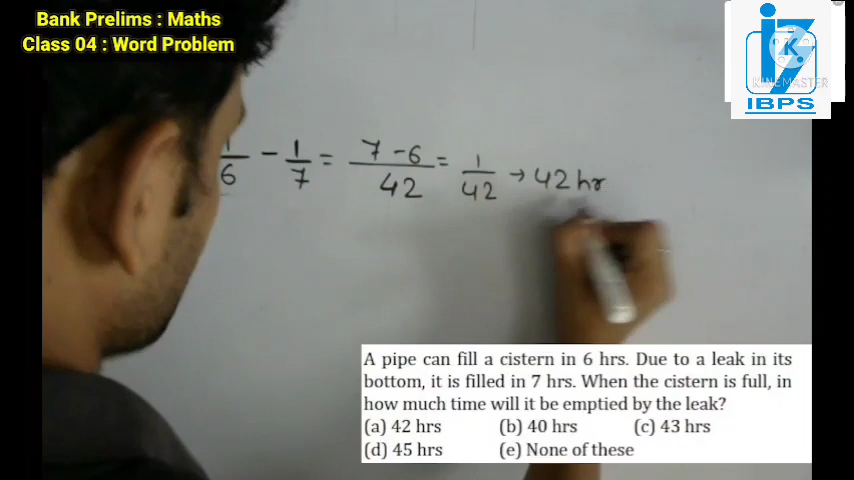 Bank Prelims : Maths
Class 04 : Word Problem
K
KINEMASTER
IBPS
1/6 - 1/7 = 7-6/42 = 1/42 → 42 hr
A pipe can fill a cistern in 6 hrs. Due to a leak in its
bottom, it is filled in 7 hrs. When the cistern is full, in
how much time will it be emptied by the leak?
(a) 42 hrs (b) 40 hrs (c) 43 hrs
(d) 45 hrs (e) None of these